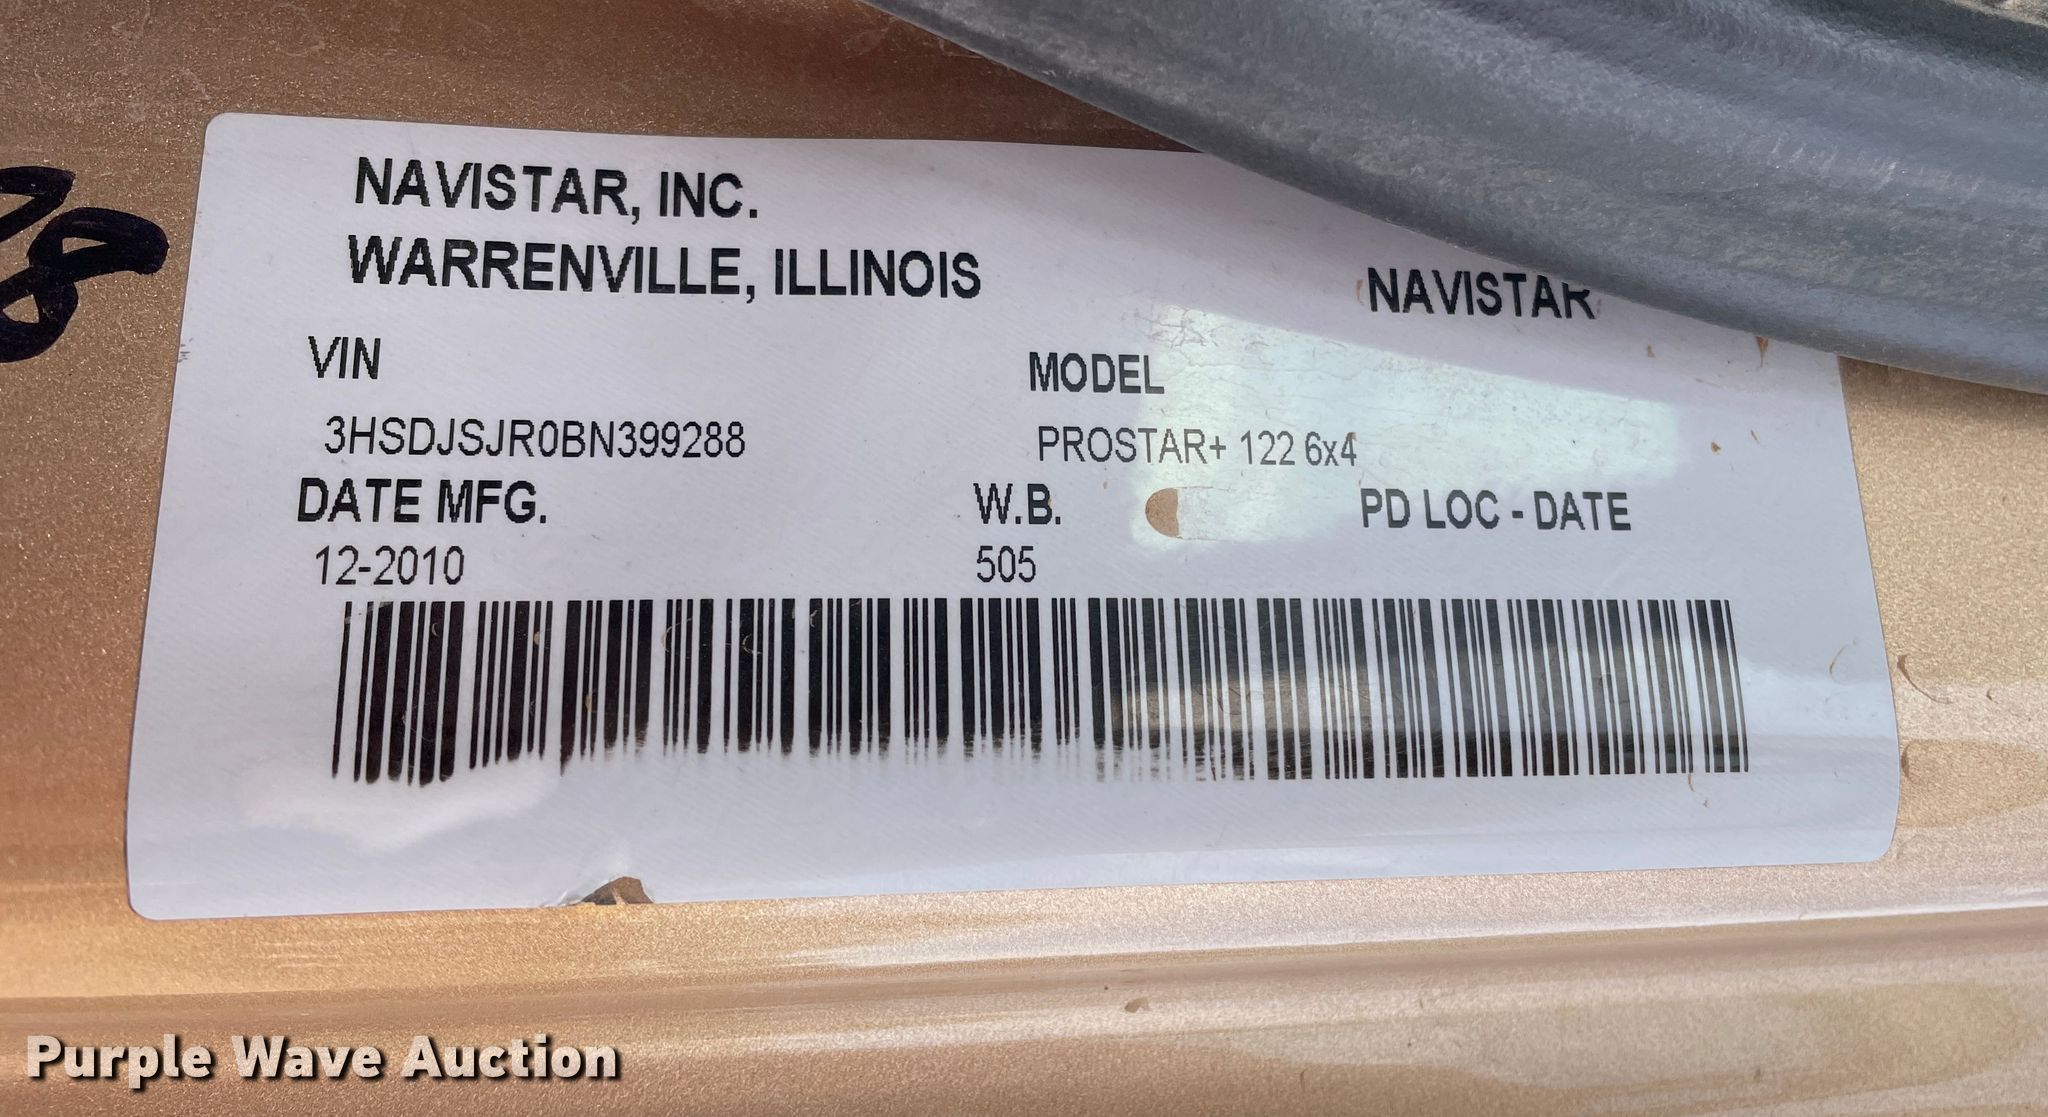 NAVISTAR, INC.
WARRENVILLE, ILLINOIS
NAVISTAR
VIN
MODEL
3HSDJSJR0BN399288
PROSTAR+ 122 6x4
DATE MFG.
W.B.
PD LOC - DATE
12-2010
505
88
Purple Wave Auction